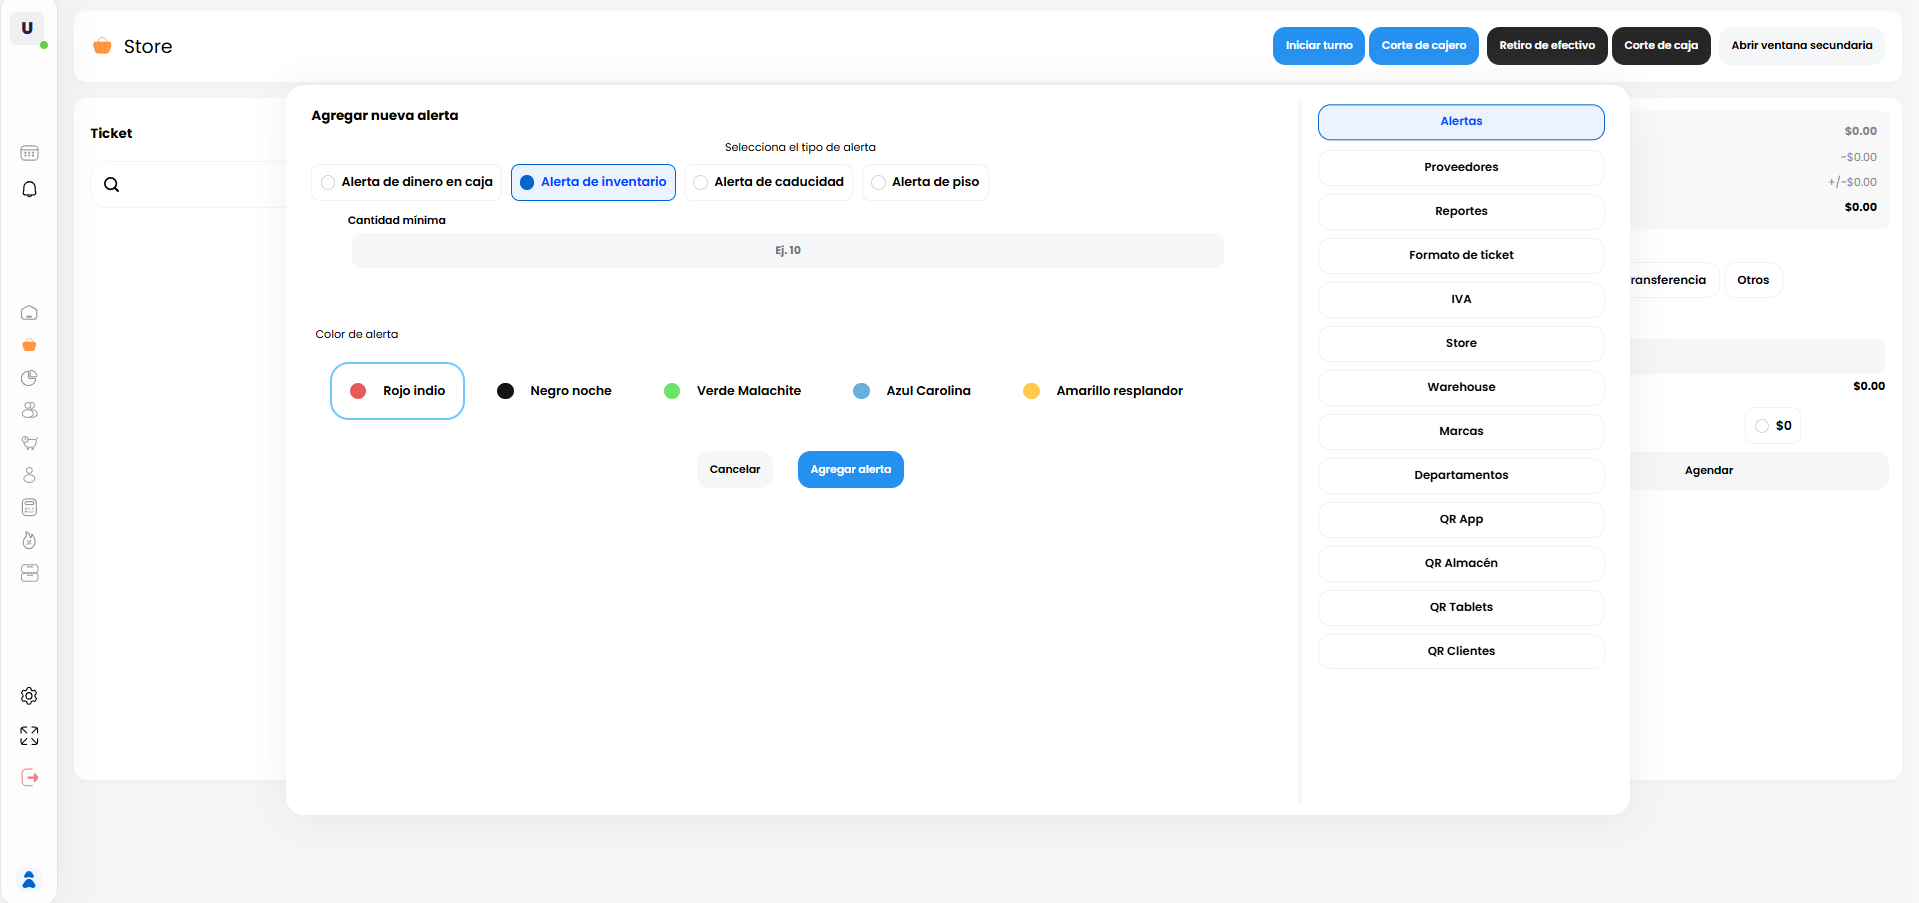 U
Store
Iniciar turno
Corte de cajero
Retiro de efectivo
Corte de caja
Abrir ventana secundaria
Ticket
Agregar nueva alerta
Selecciona el tipo de alerta
Alerta de dinero en caja
Alerta de inventario
Alerta de caducidad
Alerta de piso
Cantidad mínima
Ej. 10
Color de alerta
Rojo indio
Negro noche
Verde Malachite
Azul Carolina
Amarillo resplandor
Cancelar
Agregar alerta
Alertas
Proveedores
Reportes
Formato de ticket
IVA
Store
Warehouse
Marcas
Departamentos
QR App
QR Almacén
QR Tablets
QR Clientes
$0.00
-$0.00
+/-$0.00
$0.00
ransferencia
Otros
$0.00
$0
Agendar